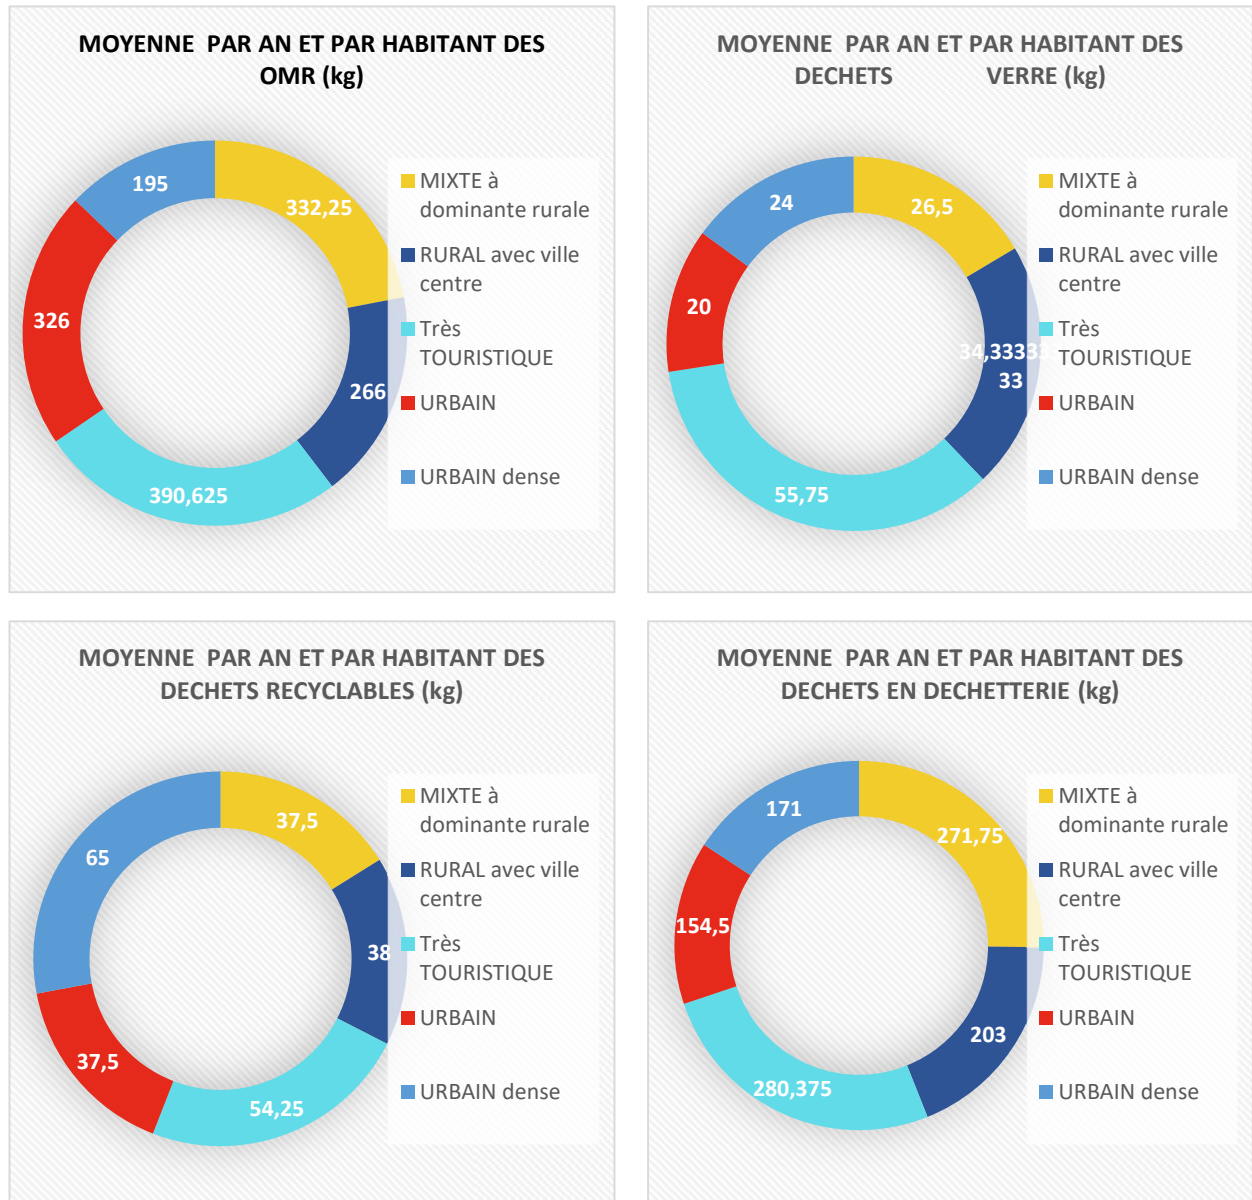 MOYENNE PAR AN ET PAR HABITANT DES
OMR (kg)
195
332,25
326
266
390,625
MIXTE à
dominante rurale
RURAL avec ville
centre
Très
TOURISTIQUE
URBAIN
URBAIN dense
MOYENNE PAR AN ET PAR HABITANT DES
DECHETS VERRE (kg)
24
26,5
20
34,33333
33
55,75
MIXTE à
dominante rurale
RURAL avec ville
centre
Très
TOURISTIQUE
URBAIN
URBAIN dense
MOYENNE PAR AN ET PAR HABITANT DES
DECHETS RECYCLABLES (kg)
37,5
65
38
37,5
54,25
MIXTE à
dominante rurale
RURAL avec ville
centre
Très
TOURISTIQUE
URBAIN
URBAIN dense
MOYENNE PAR AN ET PAR HABITANT DES
DECHETS EN DECHETTERIE (kg)
171
271,75
154,5
203
280,375
MIXTE à
dominante rurale
RURAL avec ville
centre
Très
TOURISTIQUE
URBAIN
URBAIN dense